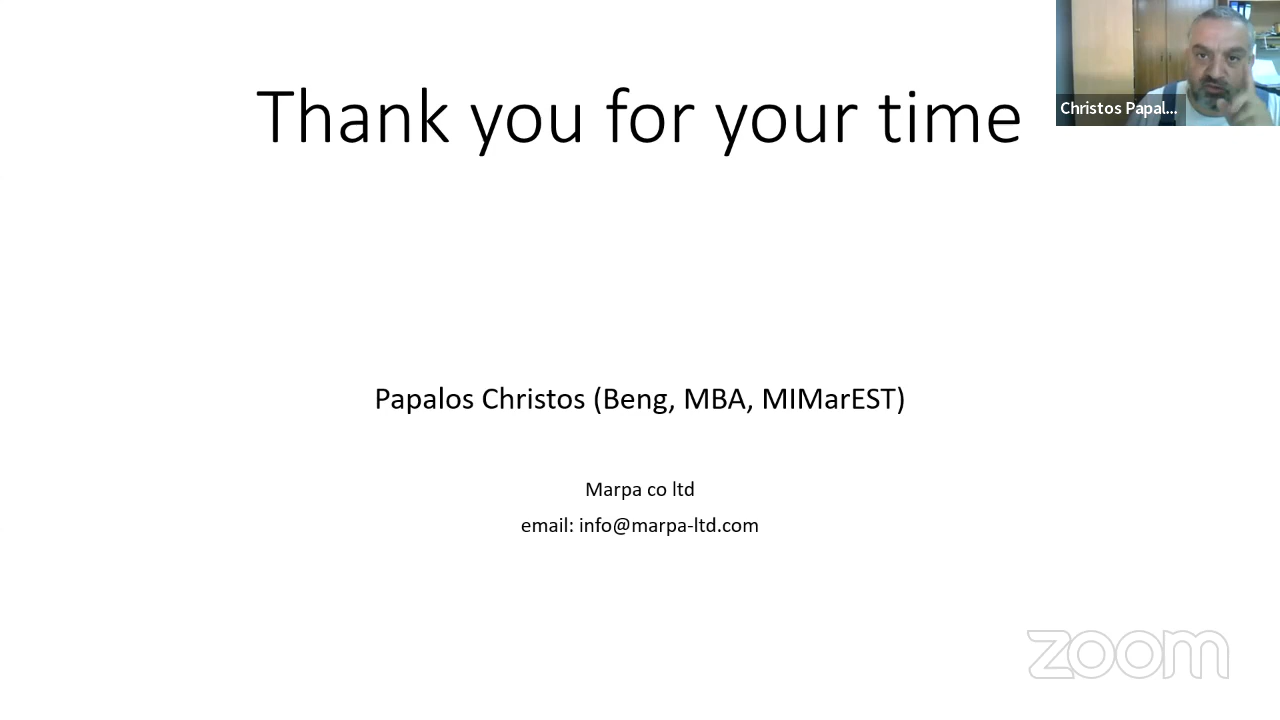 Thank you for your time
Christos Papal...
Papalos Christos (Beng, MBA, MIMarEST)
Marpa co ltd
email: info@marpa-ltd.com
zoom